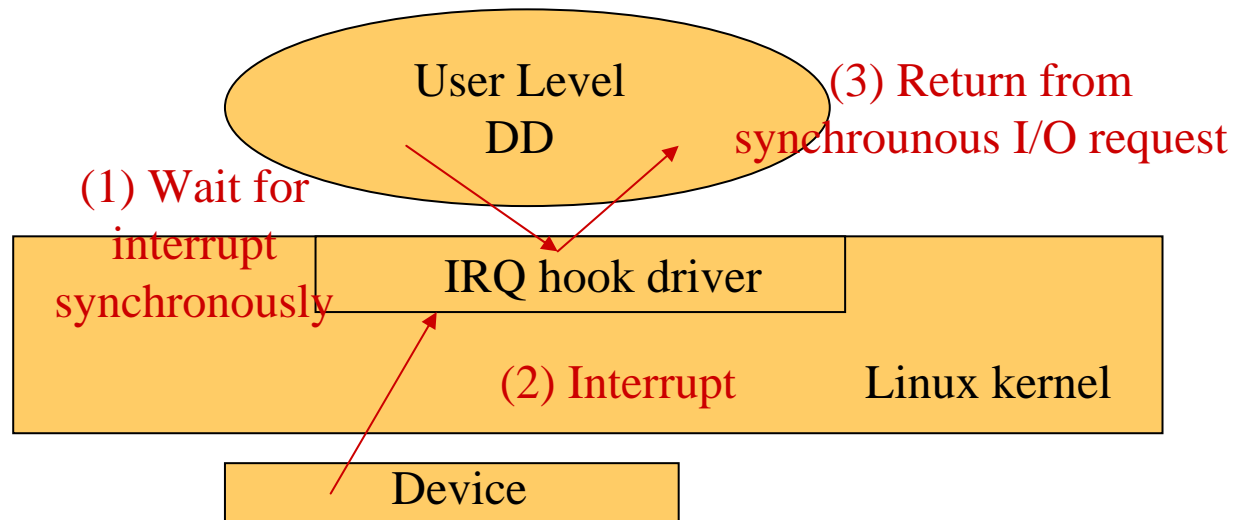 User Level
DD
(3) Return from
synchrounous I/O request
(1) Wait for
interrupt
synchronously
IRQ hook driver
(2) Interrupt
Linux kernel
Device